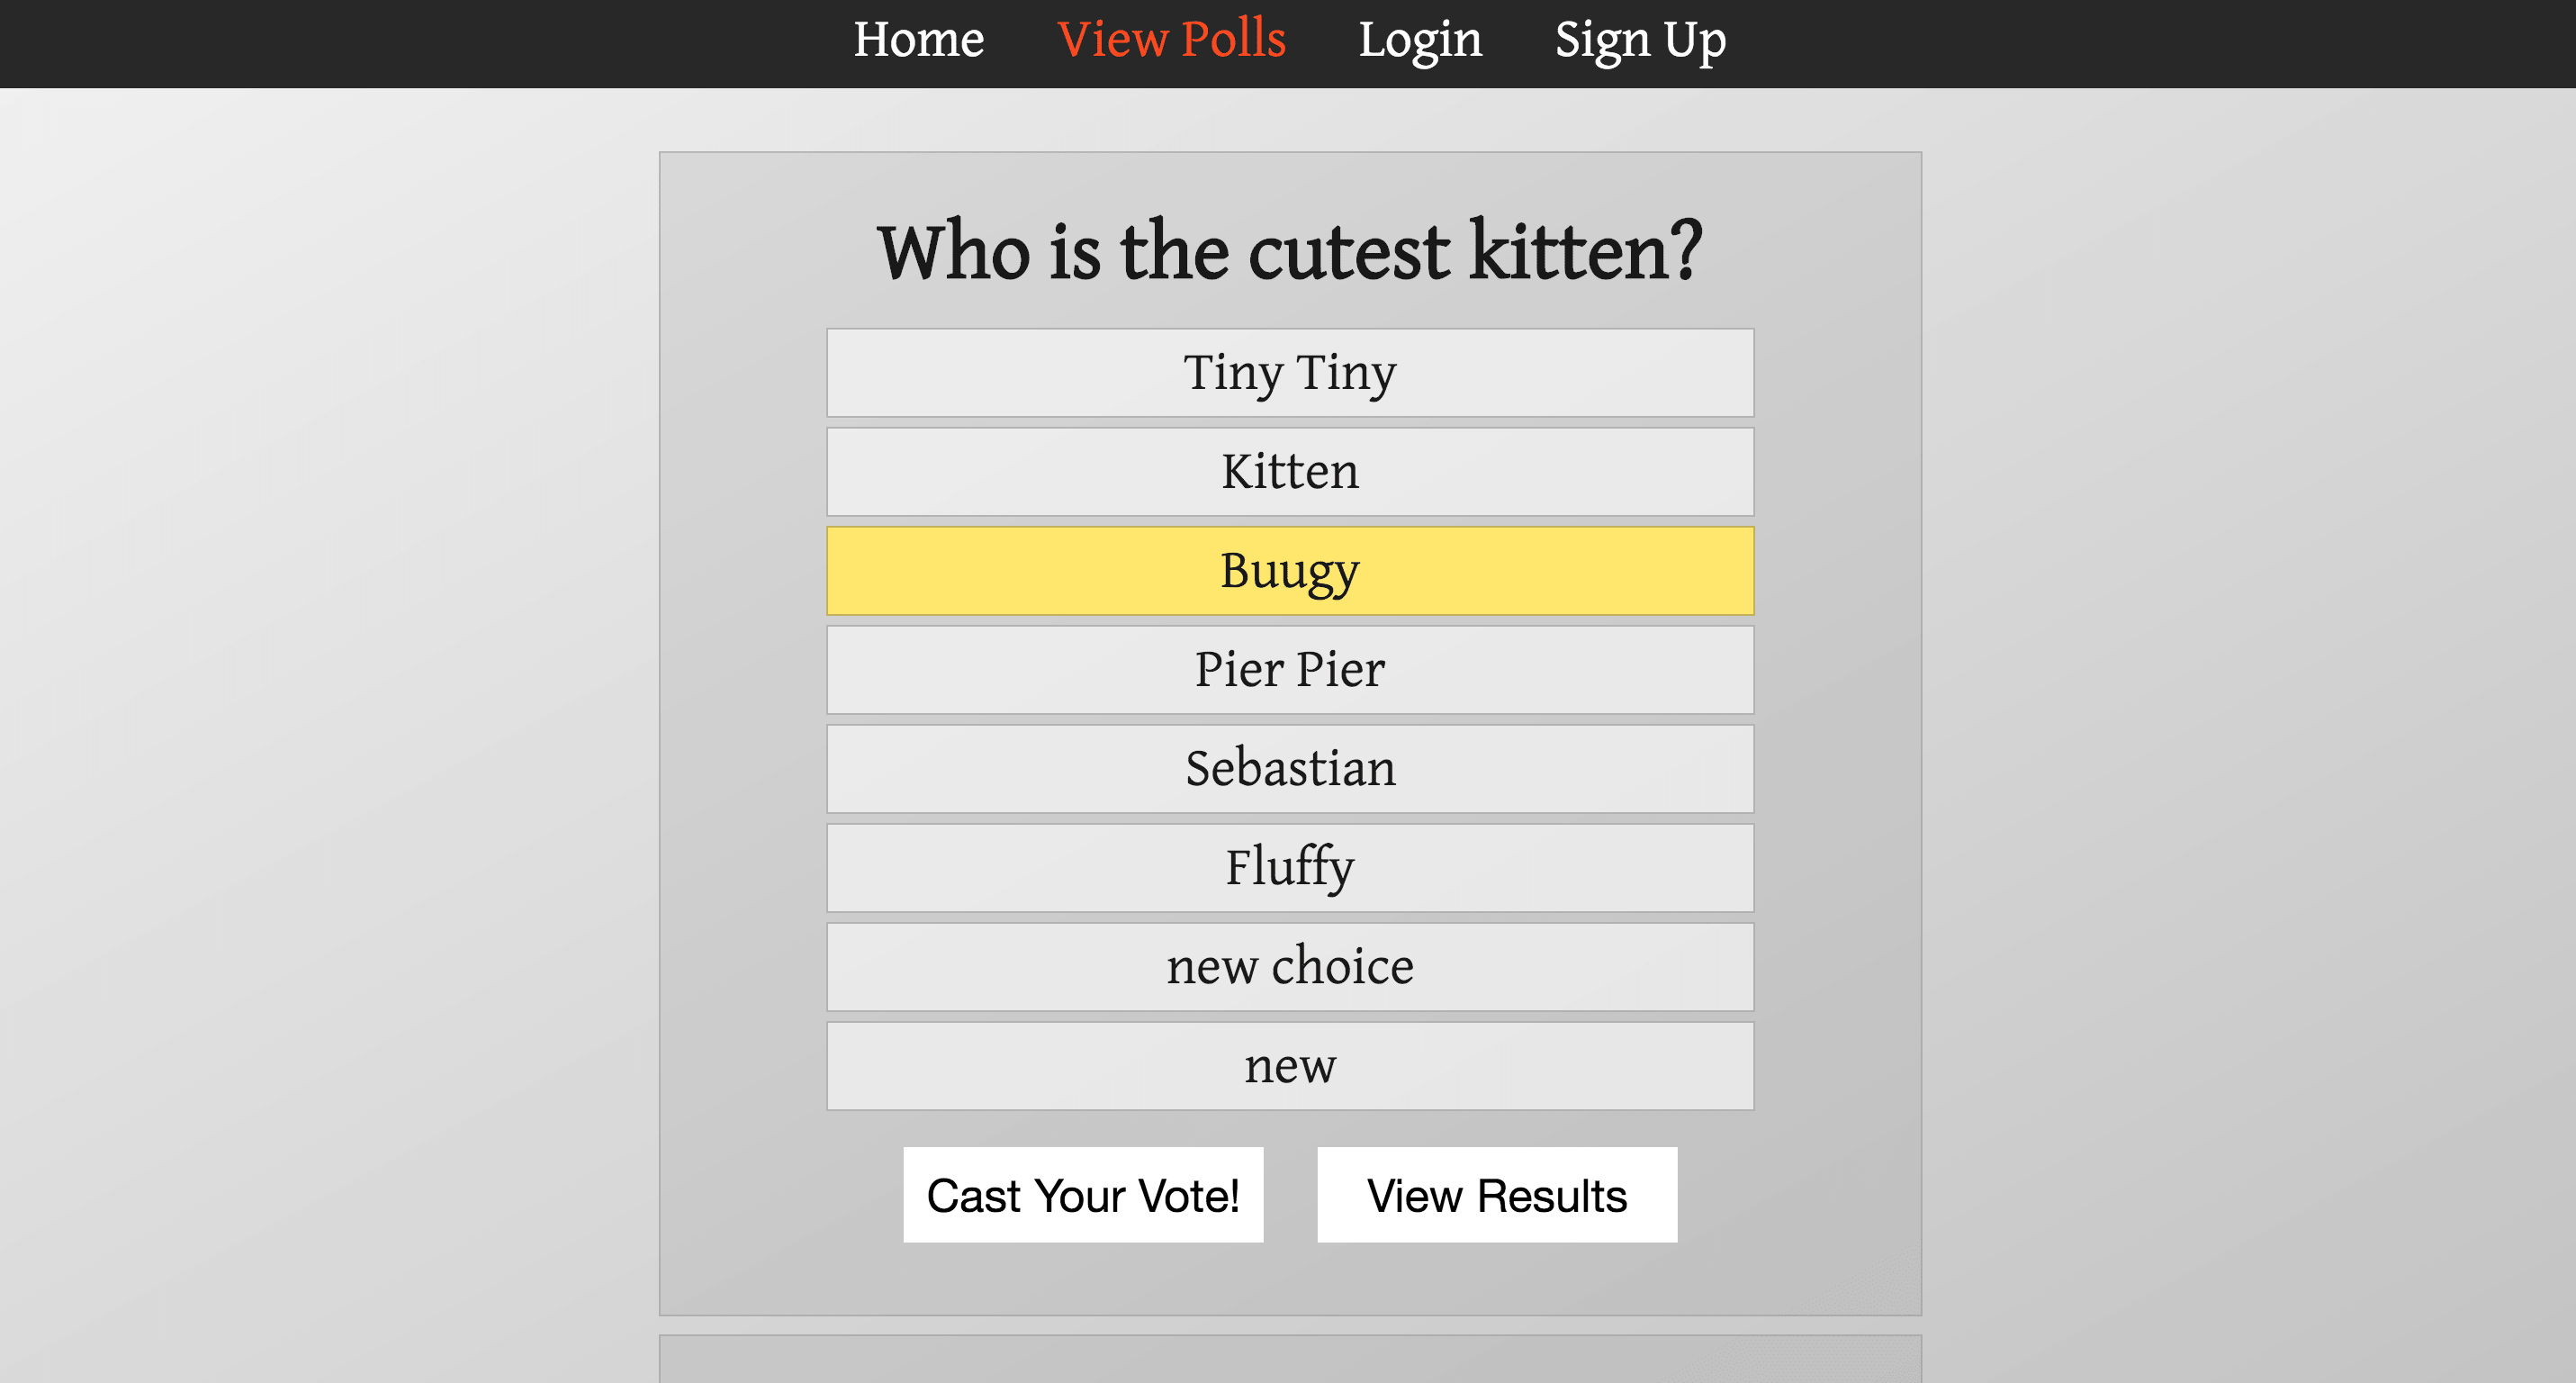 Home View Polls Login Sign Up
Who is the cutest kitten?
Tiny Tiny
Kitten
Buugy
Pier Pier
Sebastian
Fluffy
new choice
new
Cast Your Vote! View Results